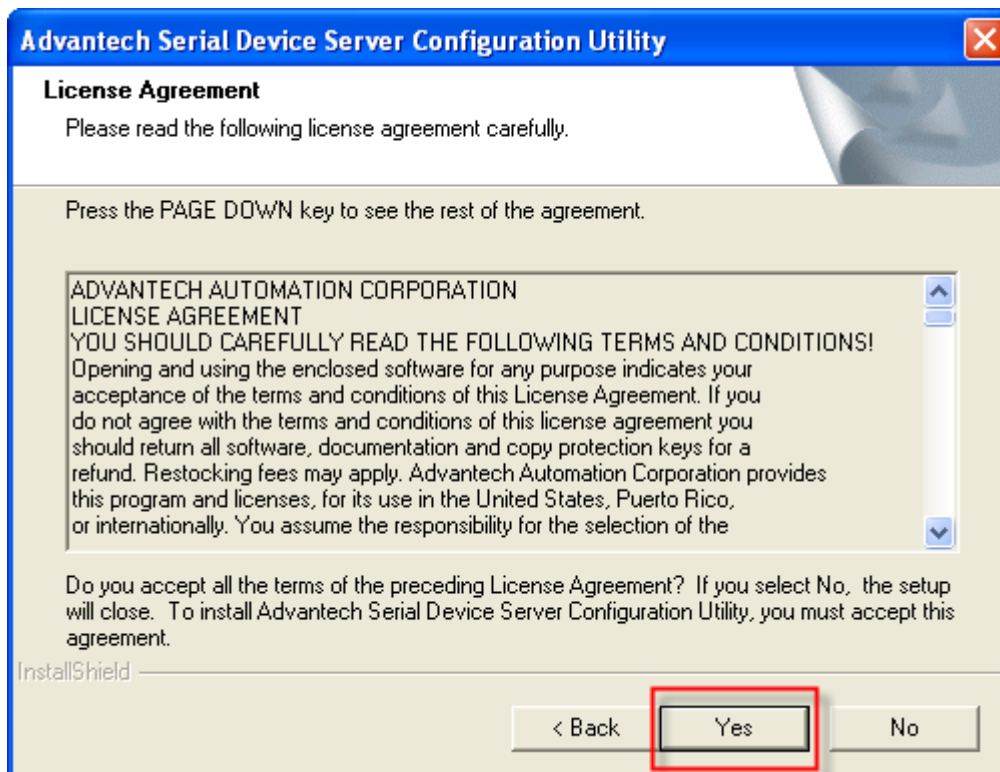 Advantech Serial Device Server Configuration Utility
License Agreement
Please read the following license agreement carefully.
Press the PAGE DOWN key to see the rest of the agreement.
ADVANTECH AUTOMATION CORPORATION
LICENSE AGREEMENT
YOU SHOULD CAREFULLY READ THE FOLLOWING TERMS AND CONDITIONS!
Opening and using the enclosed software for any purpose indicates your
acceptance of the terms and conditions of this License Agreement. If you
do not agree with the terms and conditions of this license agreement you
should return all software, documentation and copy protection keys for a
refund. Restocking fees may apply. Advantech Automation Corporation provides
this program and licenses, for its use in the United States, Puerto Rico,
or internationally. You assume the responsibility for the selection of the
Do you accept all the terms of the preceding License Agreement?  If you select No,  the setup
will close.  To install Advantech Serial Device Server Configuration Utility, you must accept this
agreement.
InstallShield
< Back Yes No